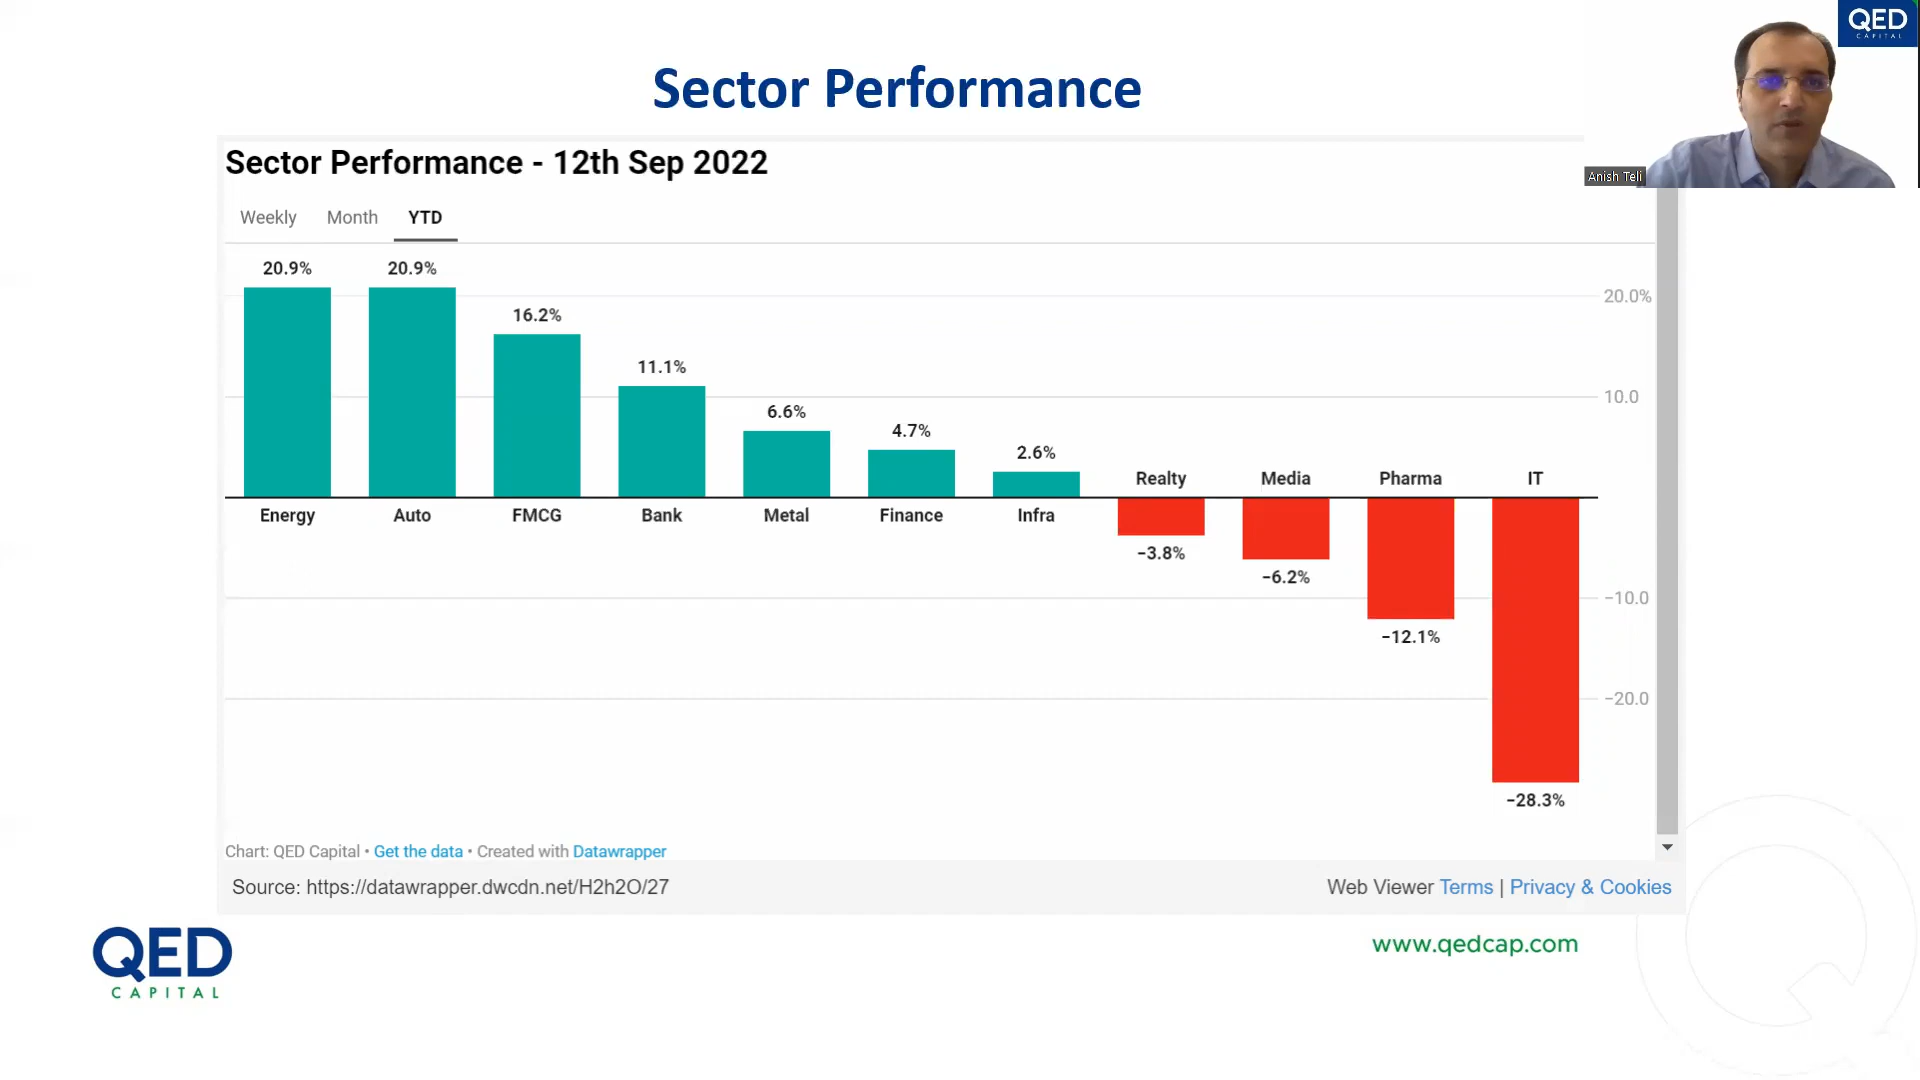 QED
CAPITAL
Sector Performance
Anish Teli
Sector Performance - 12th Sep 2022
Weekly Month YTD
20.9% 20.9% 16.2% 11.1% 6.6% 4.7% 2.6%
20.0%
10.0
Realty Media Pharma IT
Energy Auto FMCG Bank Metal Finance Infra
−3.8% −6.2% −12.1% −28.3%
−10.0
−20.0
Chart: QED Capital • Get the data • Created with Datawrapper
Source: https://datawrapper.dwcdn.net/H2h2O/27
Web Viewer Terms | Privacy & Cookies
QED
CAPITAL
www.qedcap.com